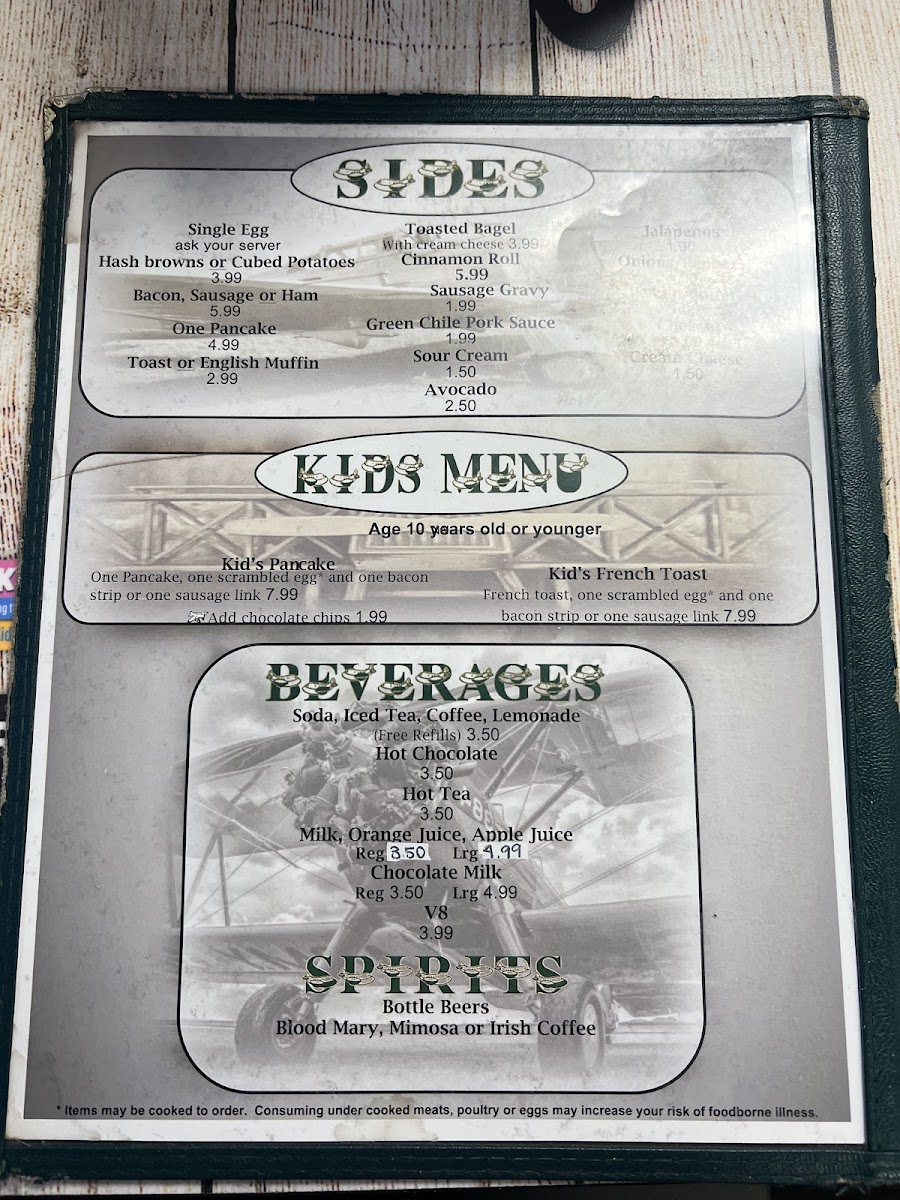 SIDES
Single Egg
ask your server
Hash browns or Cubed Potatoes
3.99
Bacon, Sausage or Ham
5.99
One Pancake
4.99
Toast or English Muffin
2.99
Toasted Bagel
With cream cheese 3.99
Cinnamon Roll
5.99
Sausage Gravy
1.99
Green Chile Pork Sauce
1.99
Sour Cream
1.50
Avocado
2.50
Jalapenos
Cream Cheese
1.50
KIDS MENU
Age 10 years old or younger
Kid's Pancake
One Pancake, one scrambled egg* and one bacon
strip or one sausage link 7.99
Add chocolate chips 1.99
Kid's French Toast
French toast, one scrambled egg* and one
bacon strip or one sausage link 7.99
BEVERAGES
Soda, Iced Tea, Coffee, Lemonade
(Free Refills) 3.50
Hot Chocolate
3.50
Hot Tea
3.50
Milk, Orange Juice, Apple Juice
Reg 3.50 Lrg 4.99
Chocolate Milk
Reg 3.50 Lrg 4.99
V8
3.99
SPIRITS
Bottle Beers
Blood Mary, Mimosa or Irish Coffee
* Items may be cooked to order. Consuming under cooked meats, poultry or eggs may increase your risk of foodborne illness.